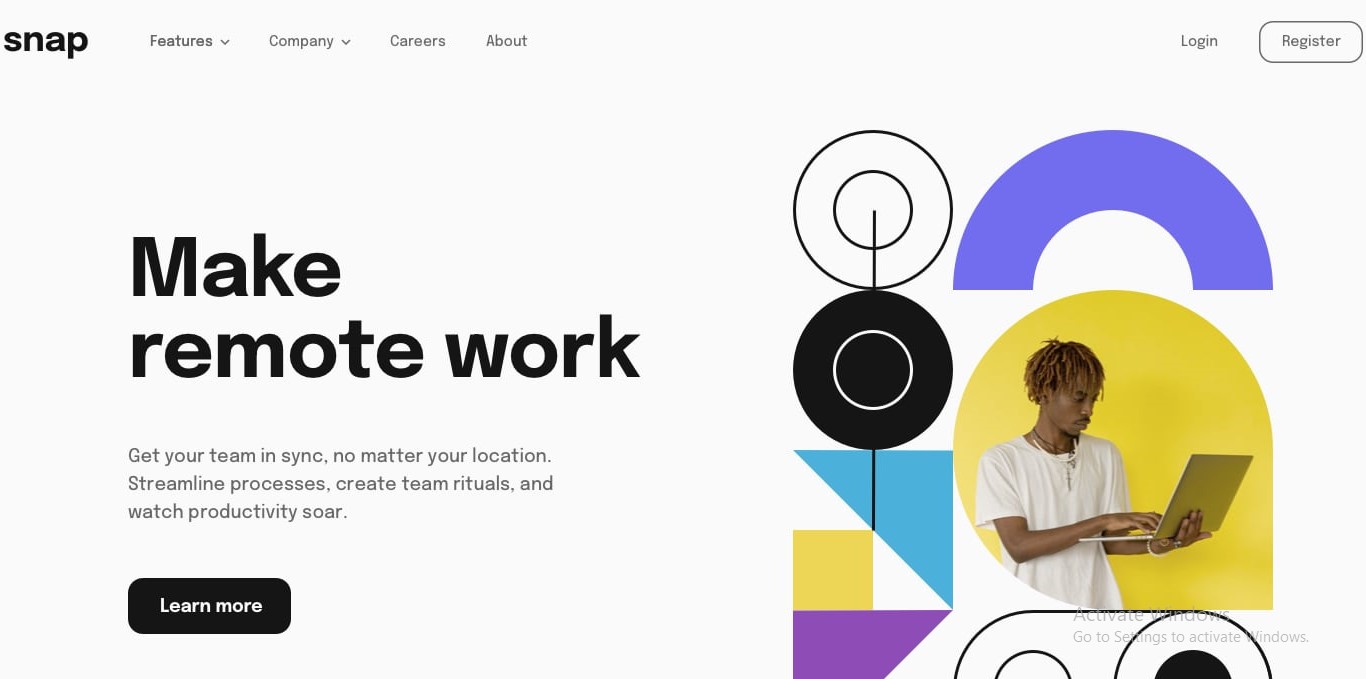 snap
Features
Company
Careers
About
Login
Register
Make
remote work
Get your team in sync, no matter your location.
Streamline processes, create team rituals, and
watch productivity soar.
Learn more
Activate Windows
Go to Settings to activate Windows.